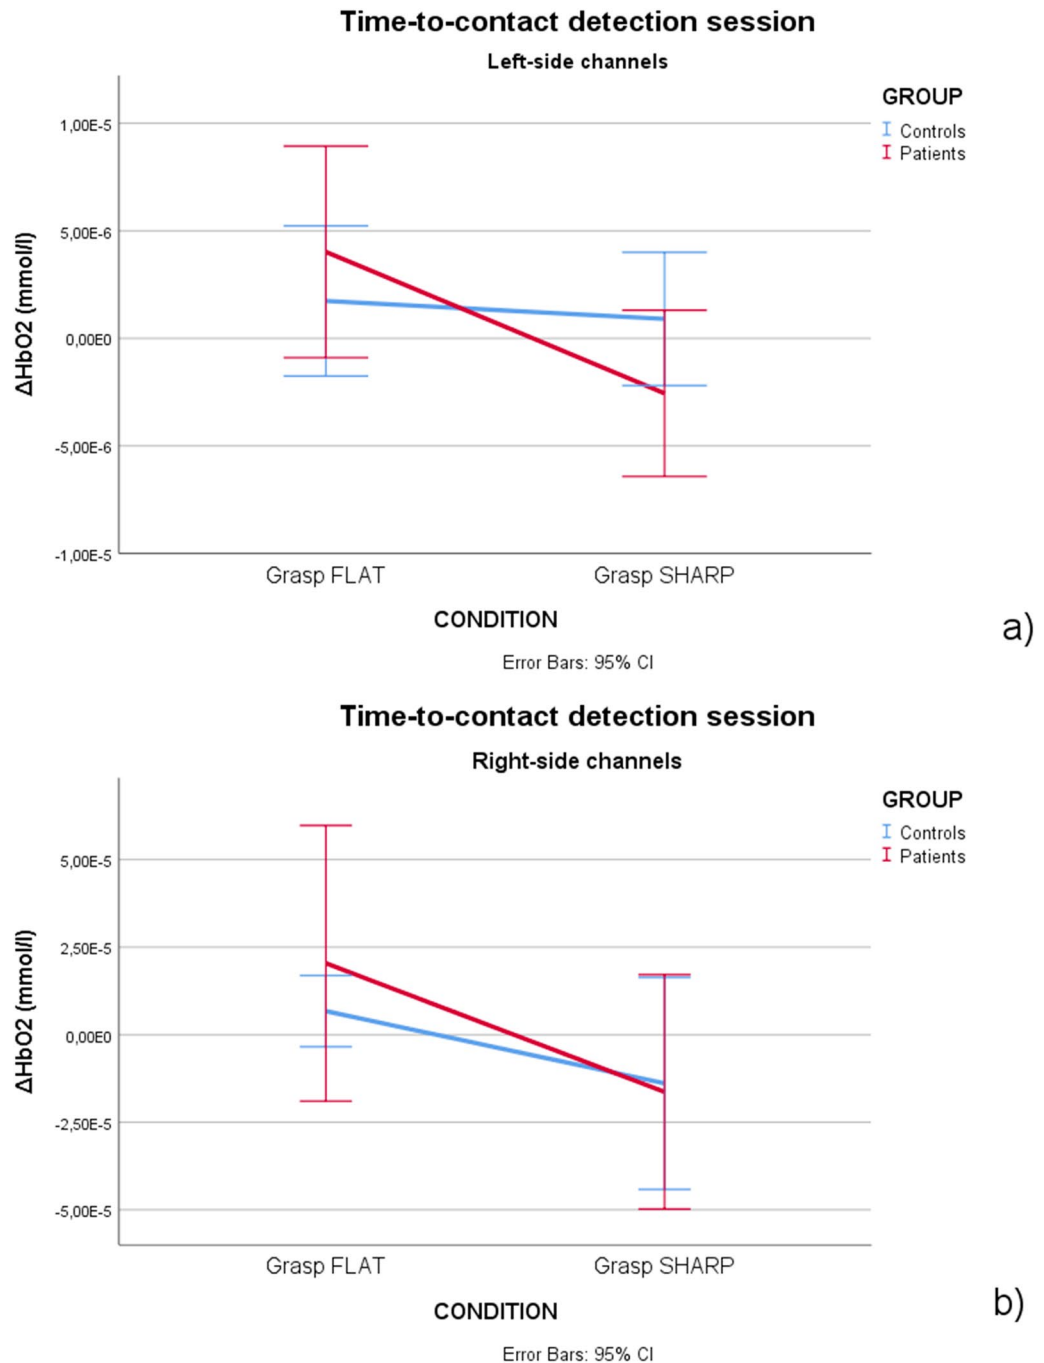 Time-to-contact detection session
Left-side channels
GROUP
Controls
Patients
1,00E-5
5,00E-6
0,00E0
-5,00E-6
-1,00E-5
ΔHbO2 (mmol/l)
Grasp FLAT
Grasp SHARP
CONDITION
a)
Error Bars: 95% CI
Time-to-contact detection session
Right-side channels
GROUP
Controls
Patients
5,00E-5
2,50E-5
0,00E0
-2,50E-5
-5,00E-5
ΔHbO2 (mmol/l)
Grasp FLAT
Grasp SHARP
CONDITION
b)
Error Bars: 95% CI